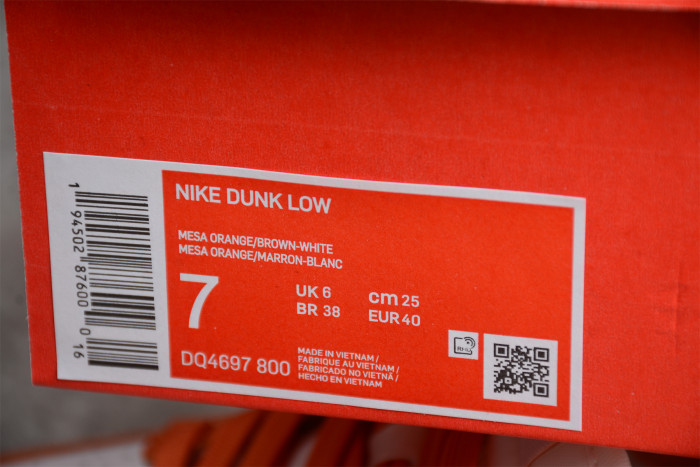 NIKE DUNK LOW
MESA ORANGE/BROWN-WHITE
MESA ORANGE/MARRON-BLANC
7
UK 6
BR 38
cm 25
EUR 40
DQ4697 800
MADE IN VIETNAM/
FABRIQUE AU VIETNAM/
FABRICADO NO VIETNÃ/
HECHO EN VIETNAM
1 94502 87600 0 16